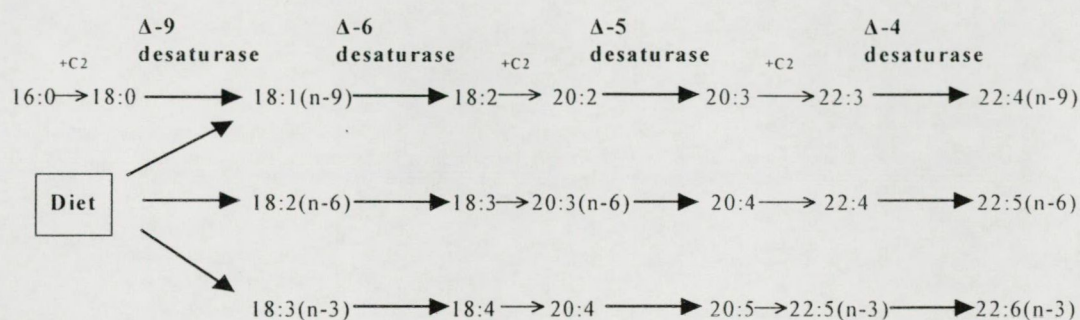 Δ-9 Δ-6 Δ-5 Δ-4
desaturase desaturase desaturase desaturase
+C2 +C2 +C2
16:0 18:0 18:1(n-9) 18:2 20:2 20:3 22:3 22:4(n-9)
Diet 18:2(n-6) 18:3 20:3(n-6) 20:4 22:4 22:5(n-6)
18:3(n-3) 18:4 20:4 20:5 22:5(n-3) 22:6(n-3)